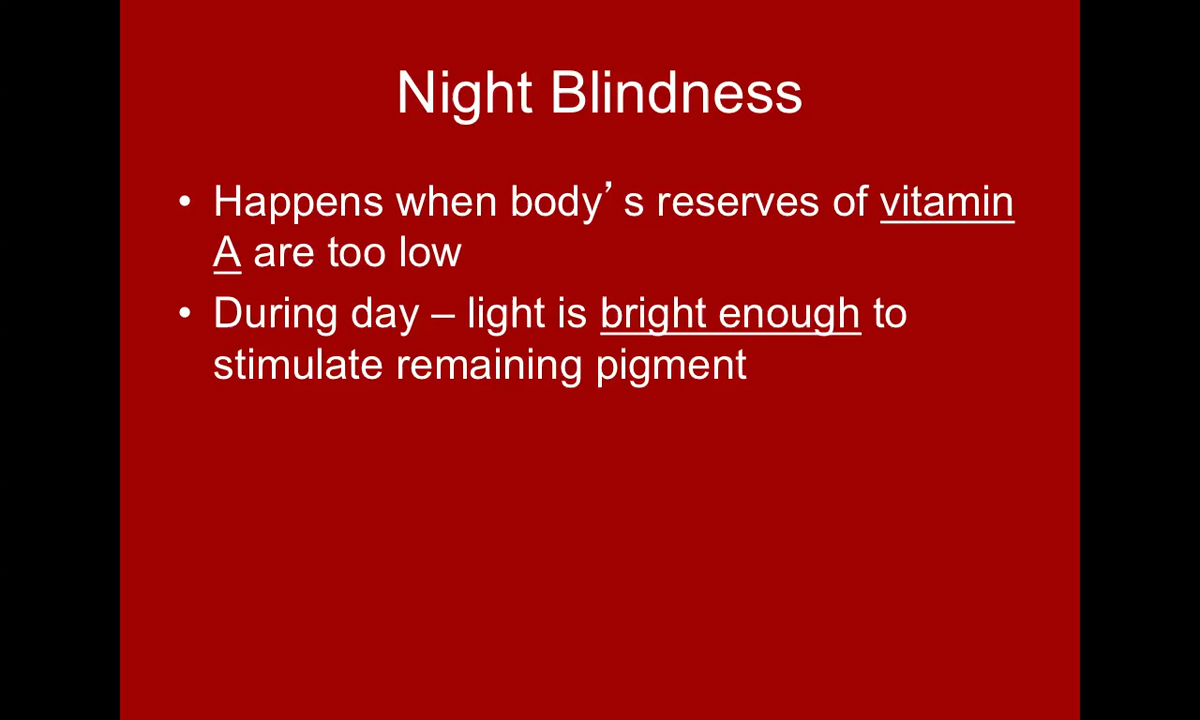 Night Blindness
• Happens when body’s reserves of vitamin
A are too low
• During day – light is bright enough to
stimulate remaining pigment